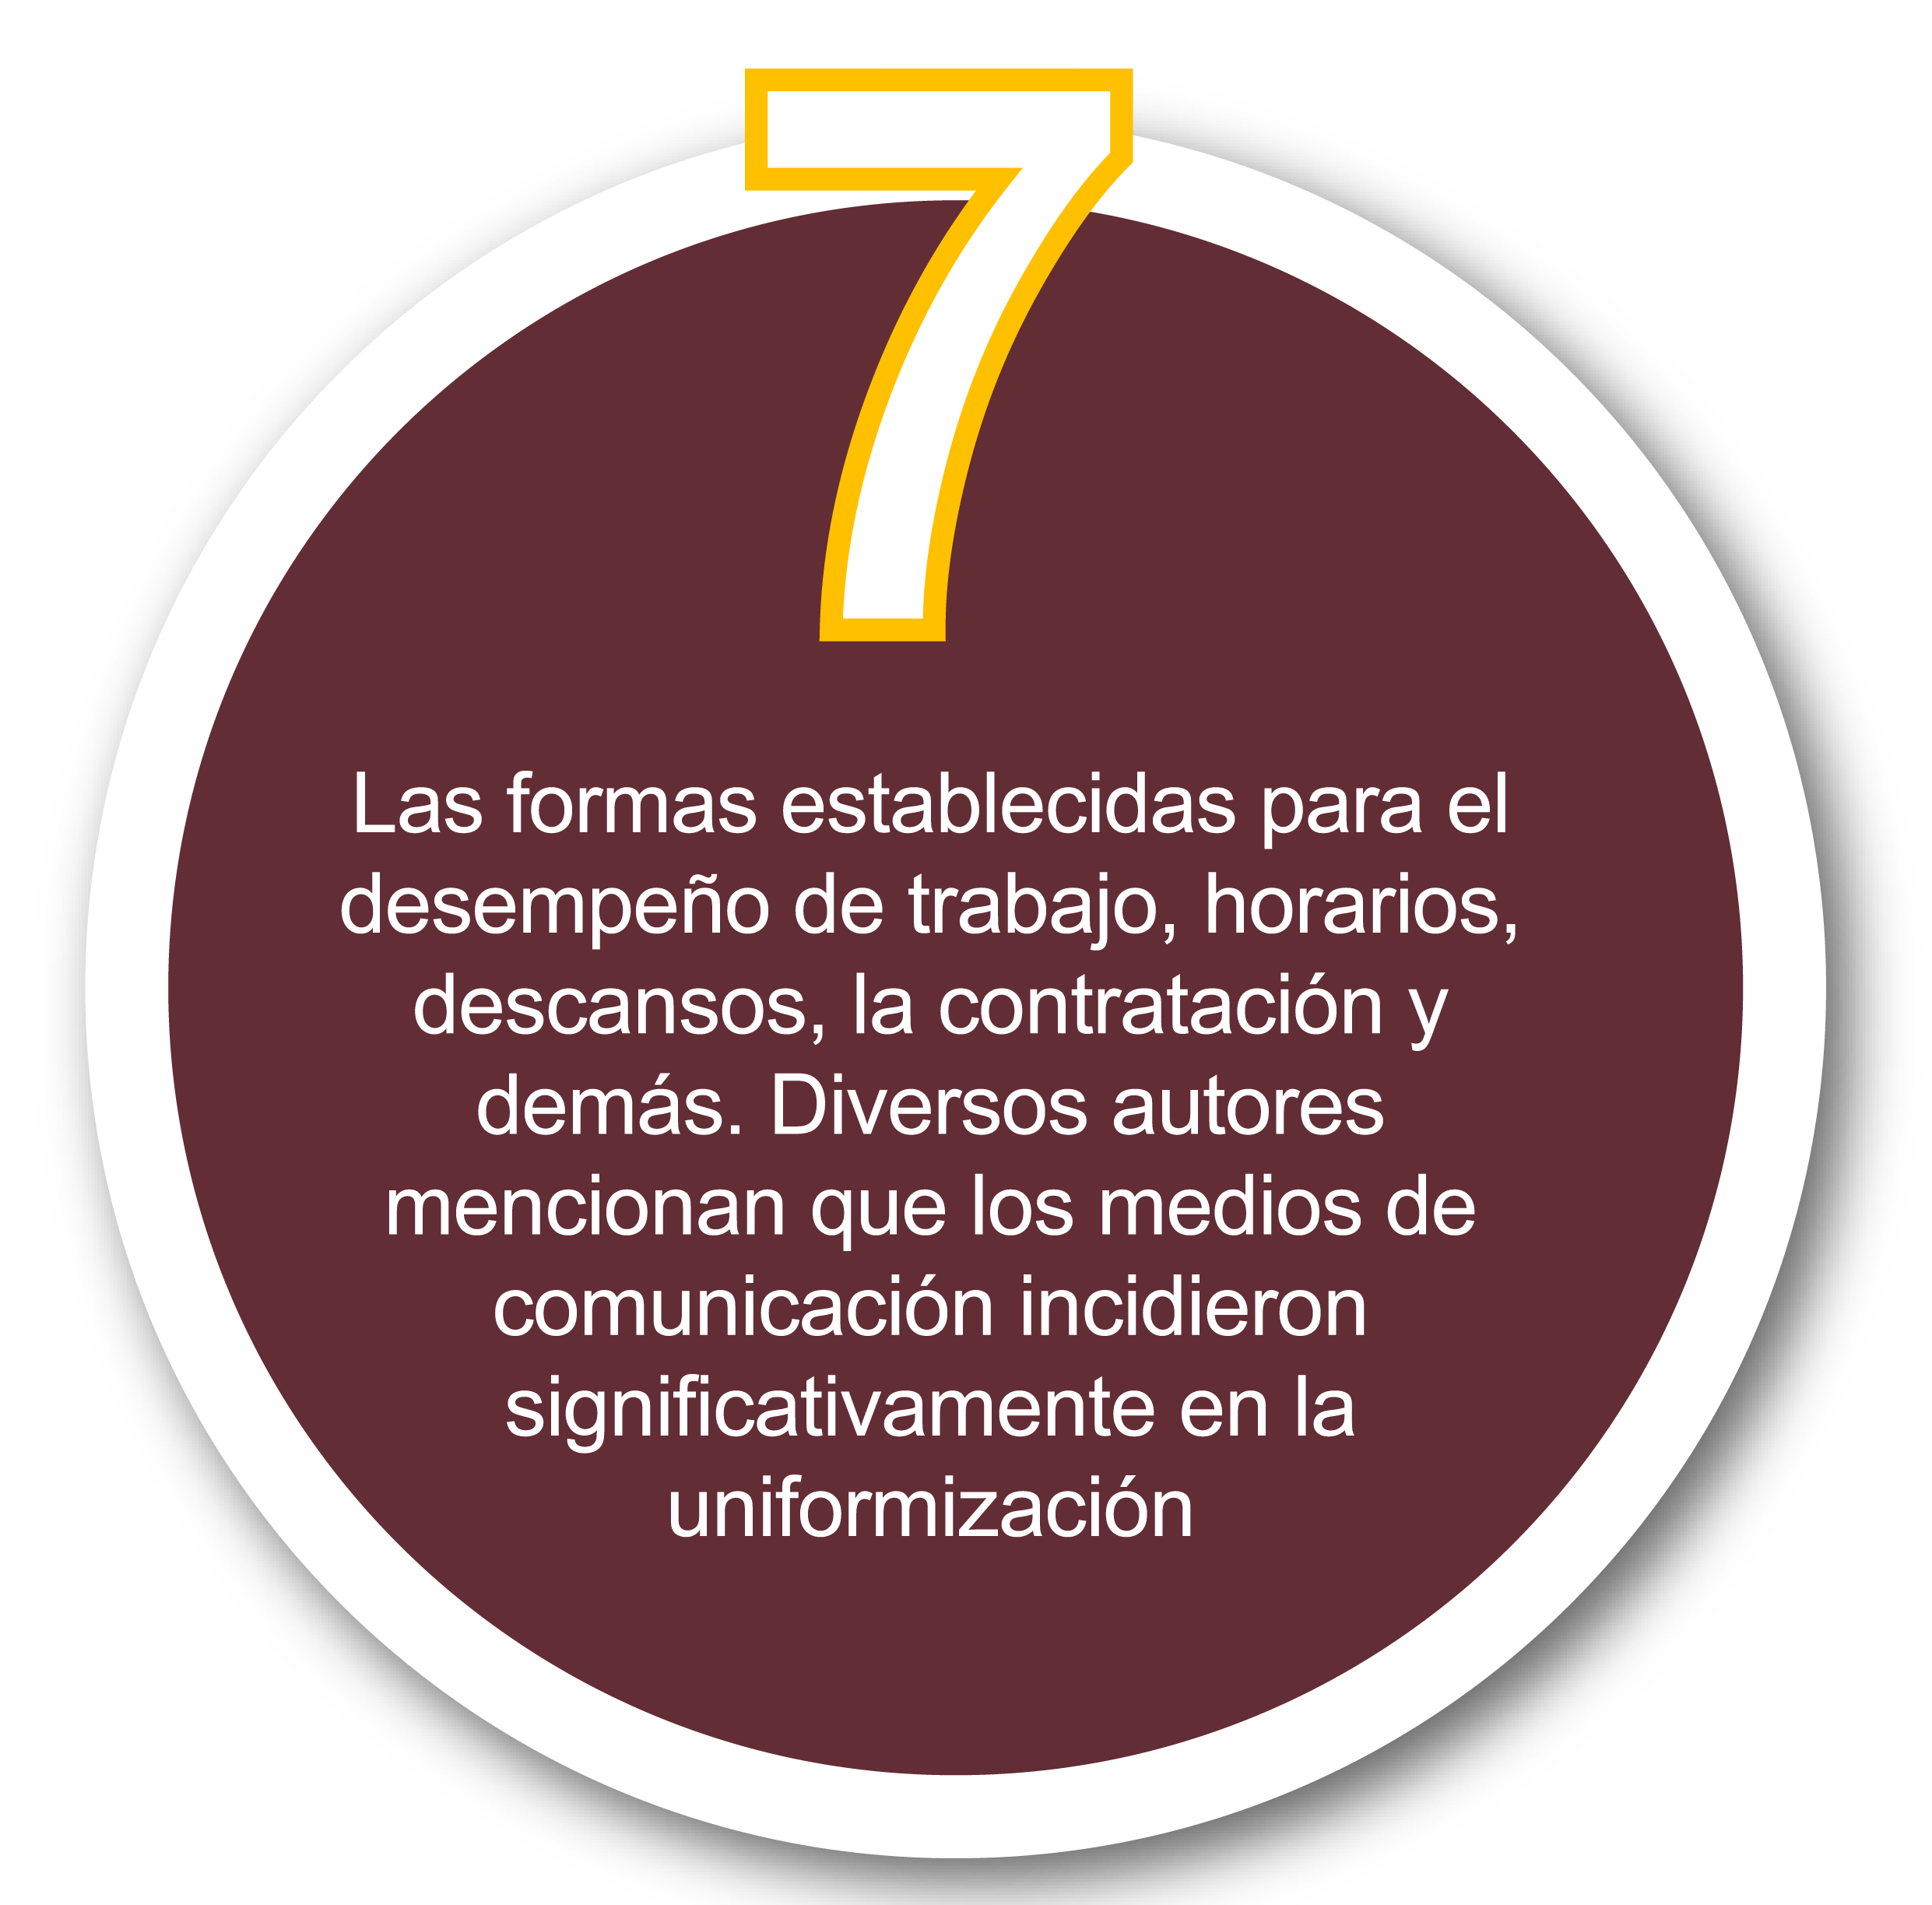 7
Las formas establecidas para el
desempeño de trabajo, horarios,
descansos, la contratación y
demás. Diversos autores
mencionan que los medios de
comunicación incidieron
significativamente en la
uniformización